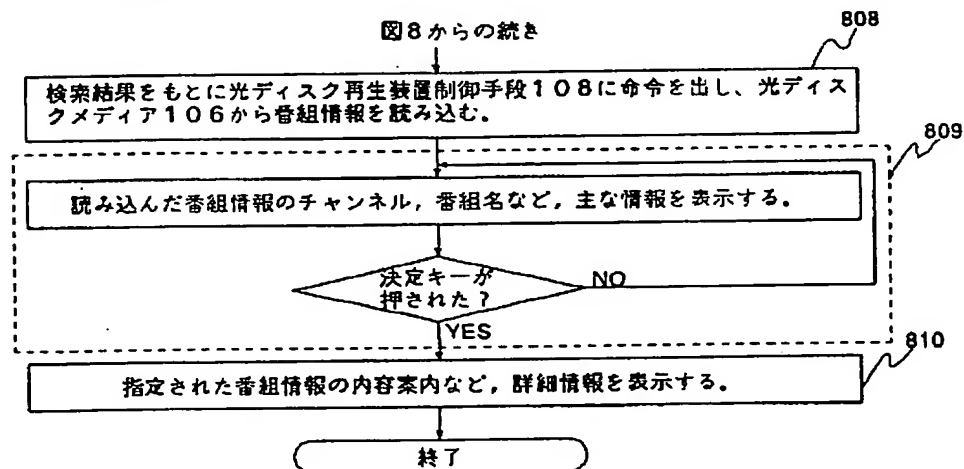 図8からの続き
808
検索結果をもとに光ディスク再生装置制御手段108に命令を出し、光ディス
クメディア106から番組情報を読み込む。
809
読み込んだ番組情報のチャンネル,番組名など,主な情報を表示する。
決定キーが
押された?
NO
YES
810
指定された番組情報の内容案内など,詳細情報を表示する。
終了